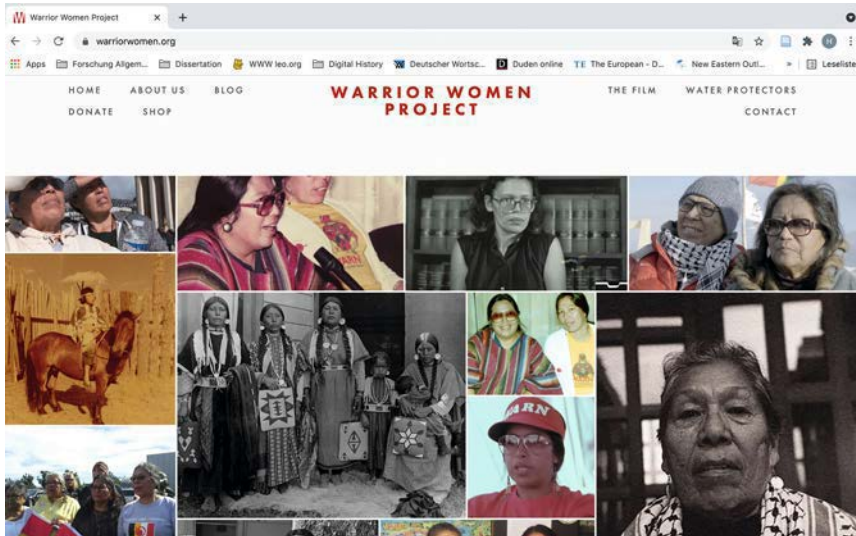 Warrior Women Project
warriorwomen.org
Apps Forschung Allgem... Dissertation WWW leo.org Digital History Deutscher Wortsc... Duden online TE The European - D... New Eastern Outl... » Leseliste
HOME ABOUT US BLOG
DONATE SHOP
WARRIOR WOMEN
PROJECT
THE FILM WATER PROTECTORS
CONTACT
WARN